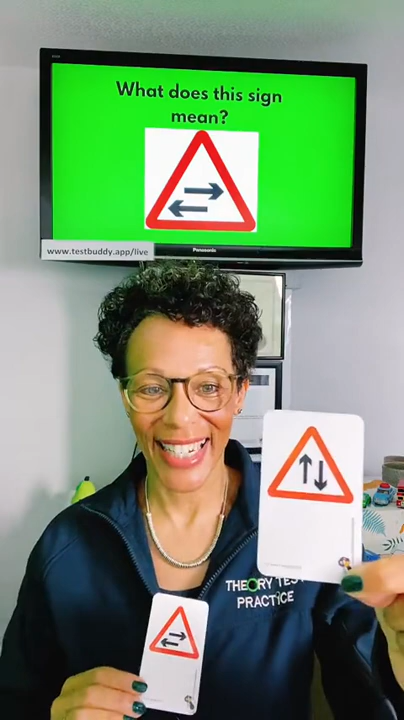 What does this sign
mean?
Panasonic
www.testbuddy.app/live
THEORY TEST
PRACTICE